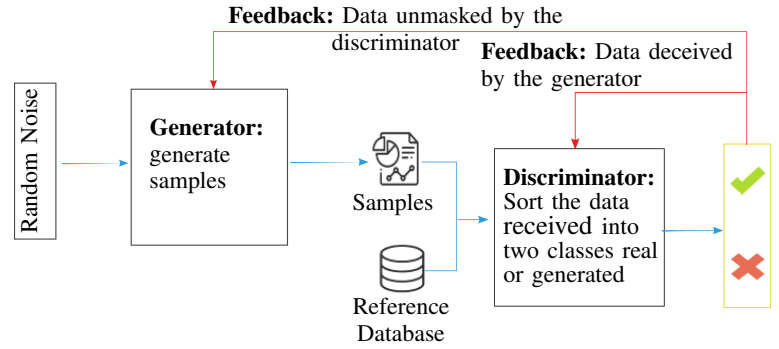 Feedback: Data unmasked by the
discriminator
Feedback: Data deceived
by the generator
Random Noise
Generator:
generate
samples
Samples
Reference
Database
Discriminator:
Sort the data
received into
two classes real
or generated